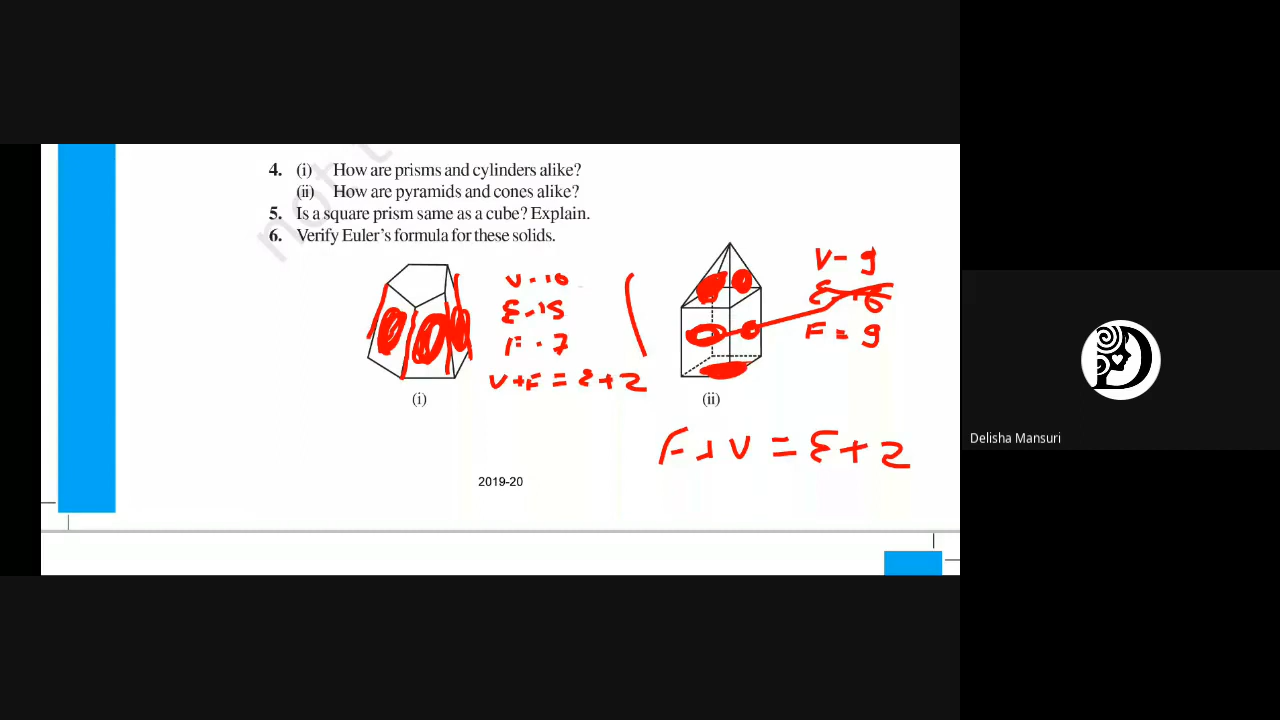 not t
4. (i) How are prisms and cylinders alike?
(ii) How are pyramids and cones alike?
5. Is a square prism same as a cube? Explain.
6. Verify Euler's formula for these solids.
V - 10
E - 15
F - 7
V + F = E + 2
(i)
V - 9
F = 9
(ii)
F + V = E + 2
2019-20
Delisha Mansuri